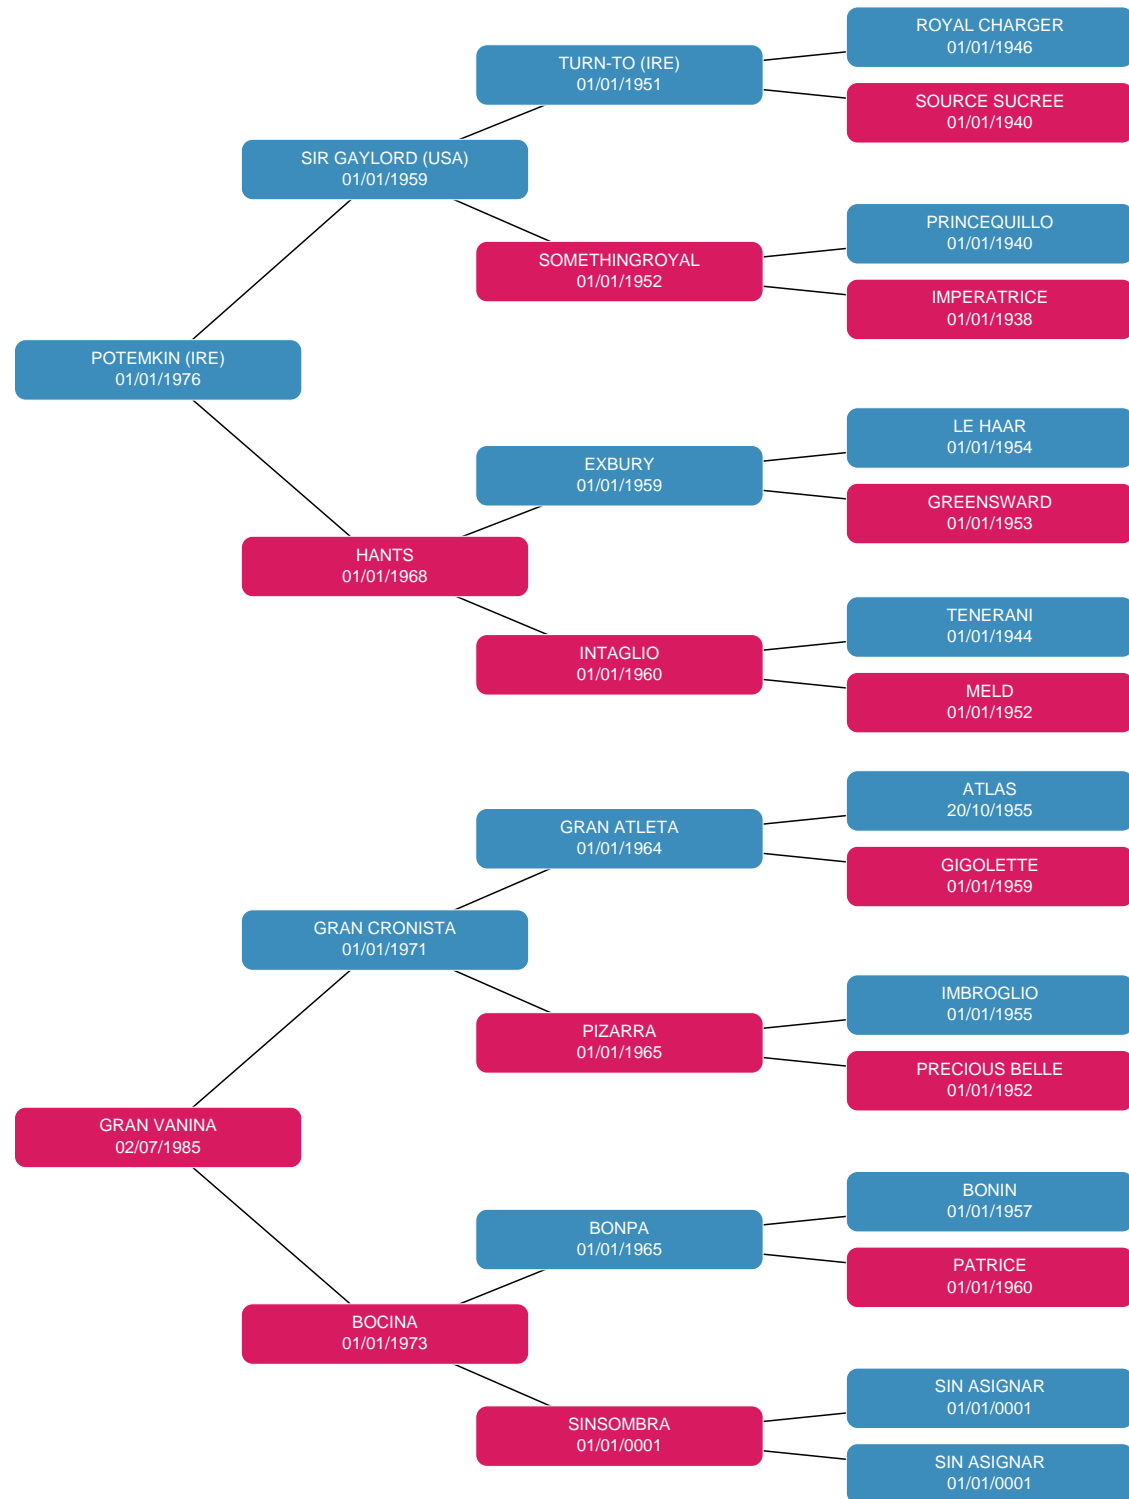 ROYAL CHARGER
01/01/1946
TURN-TO (IRE)
01/01/1951
SOURCE SUCREE
01/01/1940
SIR GAYLORD (USA)
01/01/1959
PRINCEQUILLO
01/01/1940
SOMETHINGROYAL
01/01/1952
IMPERATRICE
01/01/1938
POTEMKIN (IRE)
01/01/1976
LE HAAR
01/01/1954
EXBURY
01/01/1959
GREENSWARD
01/01/1953
HANTS
01/01/1968
TENERANI
01/01/1944
INTAGLIO
01/01/1960
MELD
01/01/1952
ATLAS
20/10/1955
GRAN ATLETA
01/01/1964
GIGOLETTE
01/01/1959
GRAN CRONISTA
01/01/1971
IMBROGLIO
01/01/1955
PIZARRA
01/01/1965
PRECIOUS BELLE
01/01/1952
GRAN VANINA
02/07/1985
BONIN
01/01/1957
BONPA
01/01/1965
PATRICE
01/01/1960
BOCINA
01/01/1973
SIN ASIGNAR
01/01/0001
SINSOMBRA
01/01/0001
SIN ASIGNAR
01/01/0001